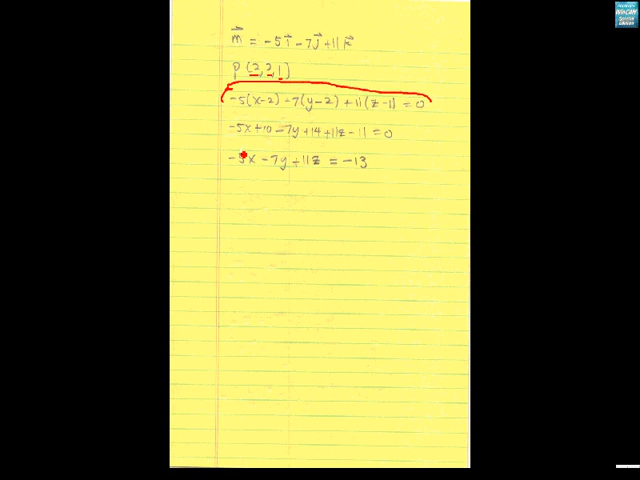 m⃗ = -5i⃗ - 7j⃗ + 11k⃗
P(2, 2, 1)
-5(x-2) -7(y-2) + 11(z-1) = 0
-5x+10 -7y+14 +11z -11 = 0
-5x -7y +11z = -13